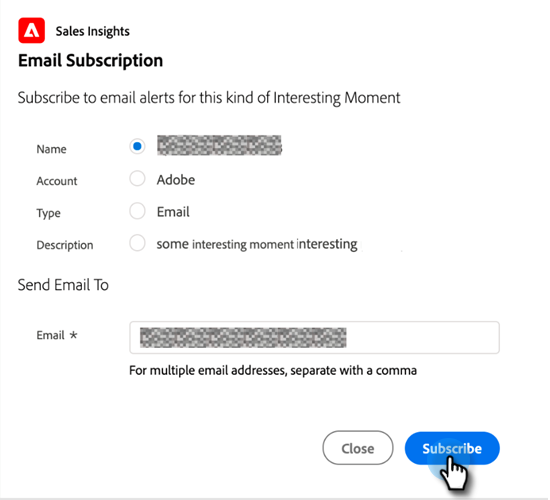 Sales Insights
Email Subscription
Subscribe to email alerts for this kind of Interesting Moment
Name
Account Adobe
Type Email
Description some interesting moment interesting
Send Email To
Email *
For multiple email addresses, separate with a comma
Close Subscribe